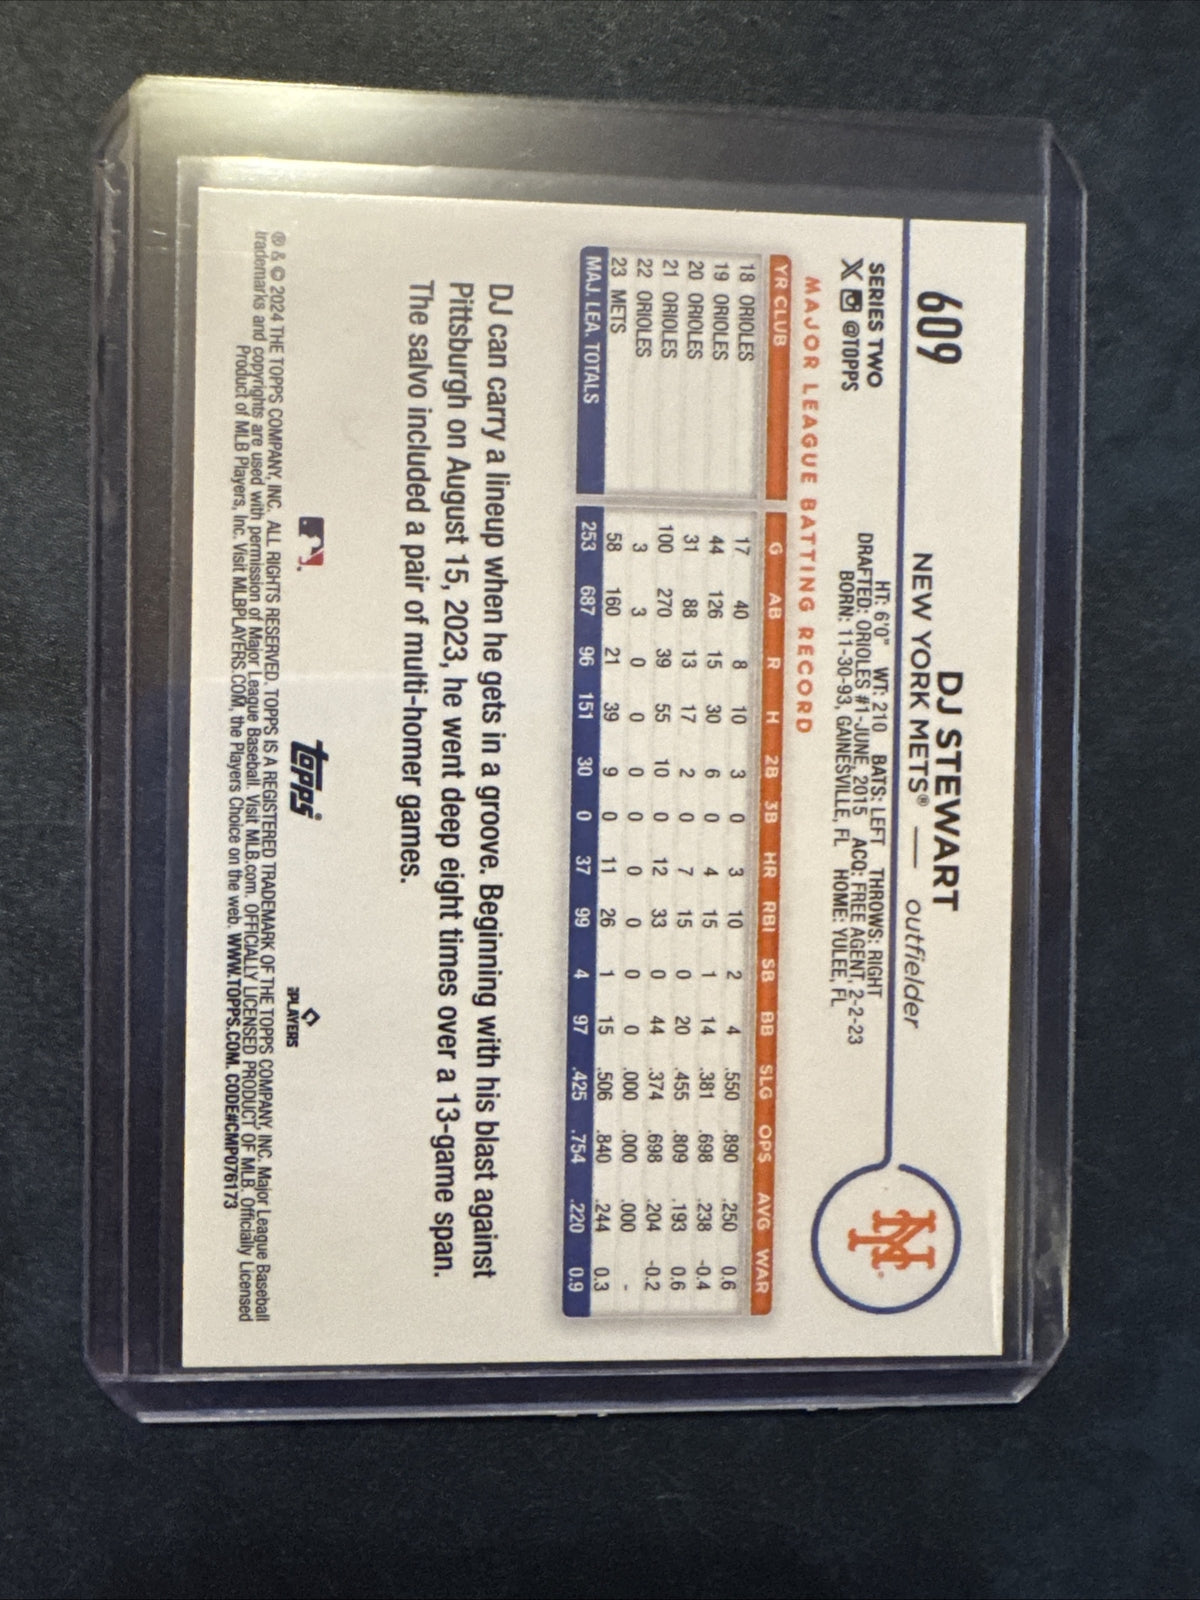 609
DJ STEWART
NEW YORK METS® — outfielder
SERIES TWO
X @TOPPS
HT: 6'0" WT: 210 BATS: LEFT THROWS: RIGHT
DRAFTED: ORIOLES #1-JUNE, 2015 ACQ: FREE AGENT, 2-2-23
BORN: 11-30-93, GAINESVILLE, FL HOME: YULEE, FL
NY
MAJOR LEAGUE BATTING RECORD
YR CLUB G AB R H 2B 3B HR RBI SB BB SLG OPS AVG WAR
18 ORIOLES 17 40 8 10 3 0 3 10 2 4 .550 .890 .250 0.6
19 ORIOLES 44 126 15 30 6 0 4 15 1 14 .381 .698 .238 -0.4
20 ORIOLES 31 88 13 17 2 0 7 15 0 20 .455 .809 .193 0.6
21 ORIOLES 100 270 39 55 10 0 12 33 0 44 .374 .698 .204 -0.2
22 ORIOLES 3 3 0 0 0 0 0 0 0 0 .000 .000 .000 -
23 METS 58 160 21 39 9 0 11 26 1 15 .506 .840 .244 0.3
MAJ. LEA. TOTALS 253 687 96 151 30 0 37 99 4 97 .425 .754 .220 0.9
DJ can carry a lineup when he gets in a groove. Beginning with his blast against
Pittsburgh on August 15, 2023, he went deep eight times over a 13-game span.
The salvo included a pair of multi-homer games.
topps®
PLAYERS
® & © 2024 THE TOPPS COMPANY, INC. ALL RIGHTS RESERVED. TOPPS IS A REGISTERED TRADEMARK OF THE TOPPS COMPANY, INC. Major League Baseball
trademarks and copyrights are used with permission of Major League Baseball. Visit MLB.com. OFFICIALLY LICENSED PRODUCT OF MLB. Officially Licensed
Product of MLB Players, Inc. Visit MLBPLAYERS.COM, the Players Choice on the web. WWW.TOPPS.COM. CODE#CMP076173